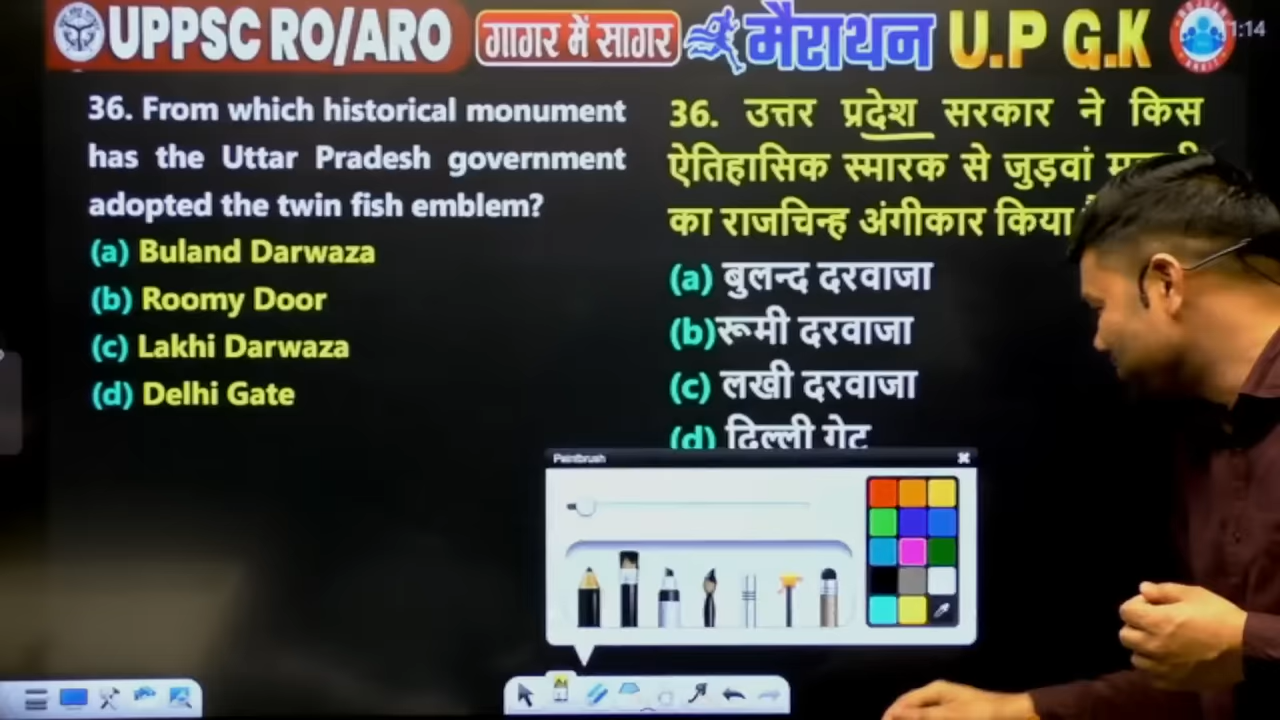 UPPSC RO/ARO गागर में सागर मैराथन U.P G.K
1:14
36. From which historical monument
has the Uttar Pradesh government
adopted the twin fish emblem?
(a) Buland Darwaza
(b) Roomy Door
(c) Lakhi Darwaza
(d) Delhi Gate
36. उत्तर प्रदेश सरकार ने किस
ऐतिहासिक स्मारक से जुड़वां
का राजचिन्ह अंगीकार किया
(a) बुलन्द दरवाजा
(b)रूमी दरवाजा
(c) लखी दरवाजा
(d) दिल्ली गेट
Paintbrush